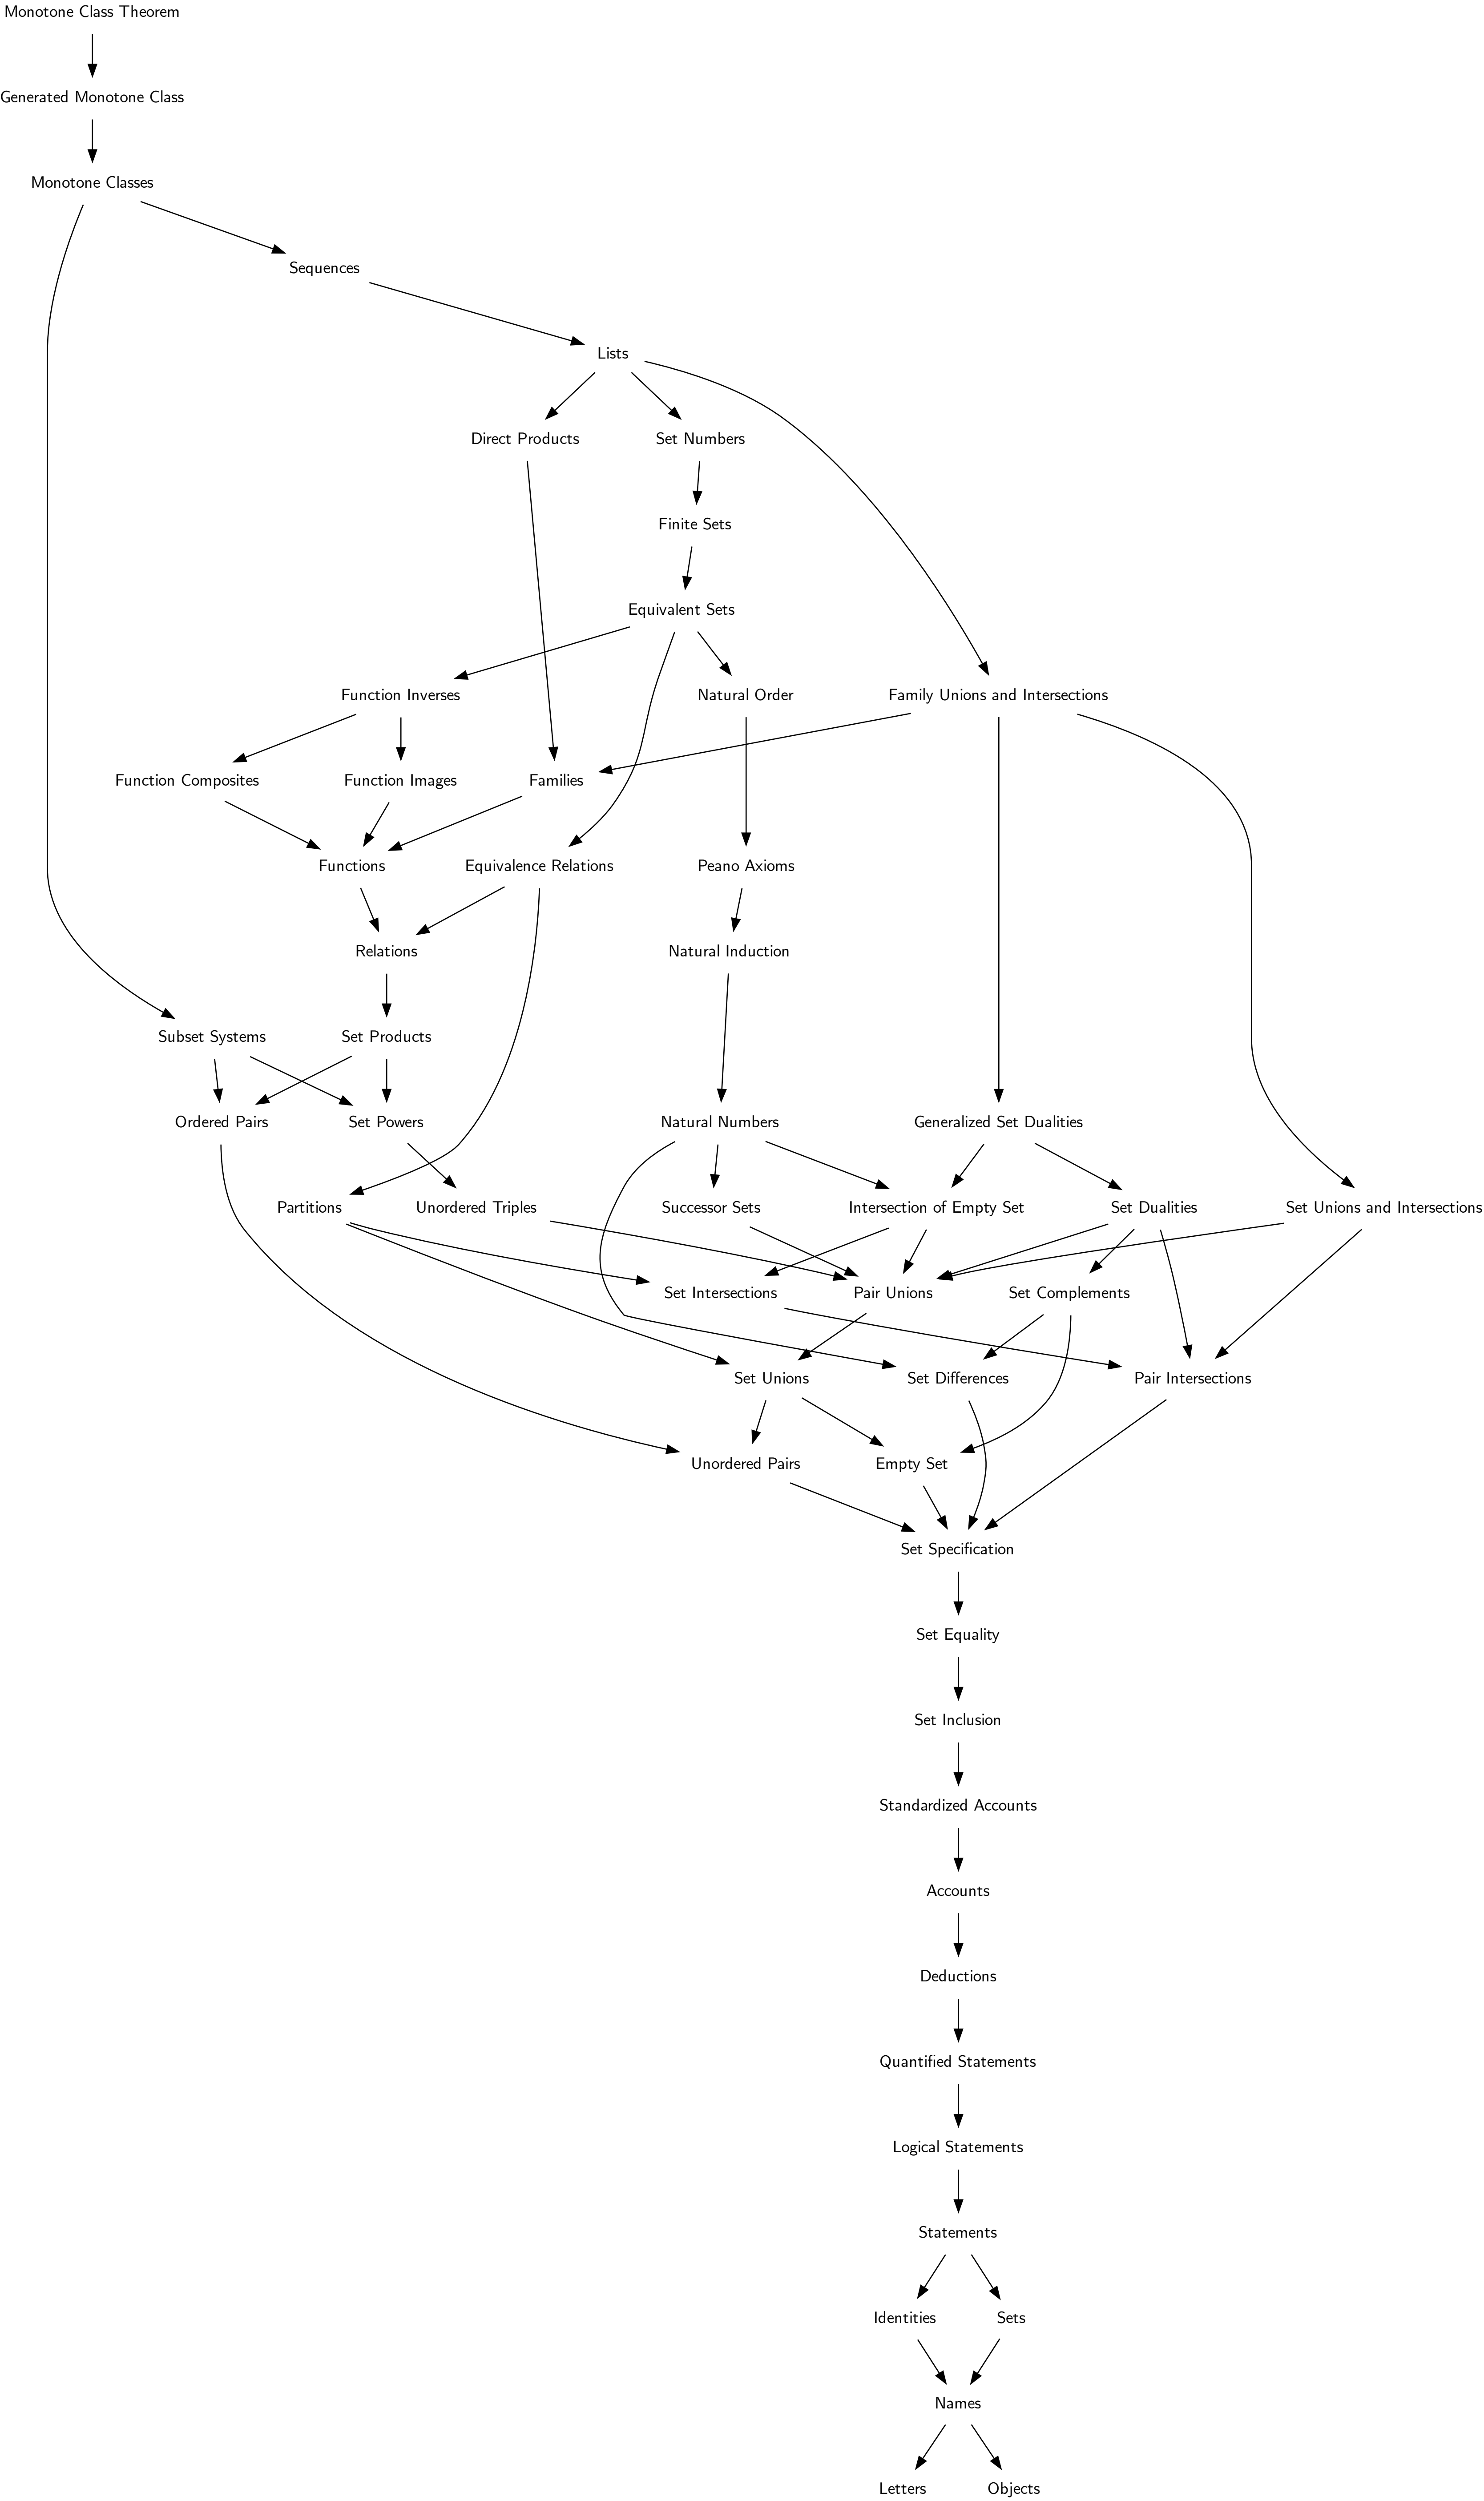 Monotone Class Theorem
Generated Monotone Class
Monotone Classes
Sequences
Lists
Direct Products
Set Numbers
Finite Sets
Equivalent Sets
Function Inverses
Natural Order
Family Unions and Intersections
Function Composites
Function Images
Families
Functions
Equivalence Relations
Peano Axioms
Relations
Natural Induction
Subset Systems
Set Products
Ordered Pairs
Set Powers
Natural Numbers
Generalized Set Dualities
Partitions
Unordered Triples
Successor Sets
Intersection of Empty Set
Set Dualities
Set Unions and Intersections
Set Intersections
Pair Unions
Set Complements
Set Unions
Set Differences
Pair Intersections
Unordered Pairs
Empty Set
Set Specification
Set Equality
Set Inclusion
Standardized Accounts
Accounts
Deductions
Quantified Statements
Logical Statements
Statements
Identities
Sets
Names
Letters
Objects